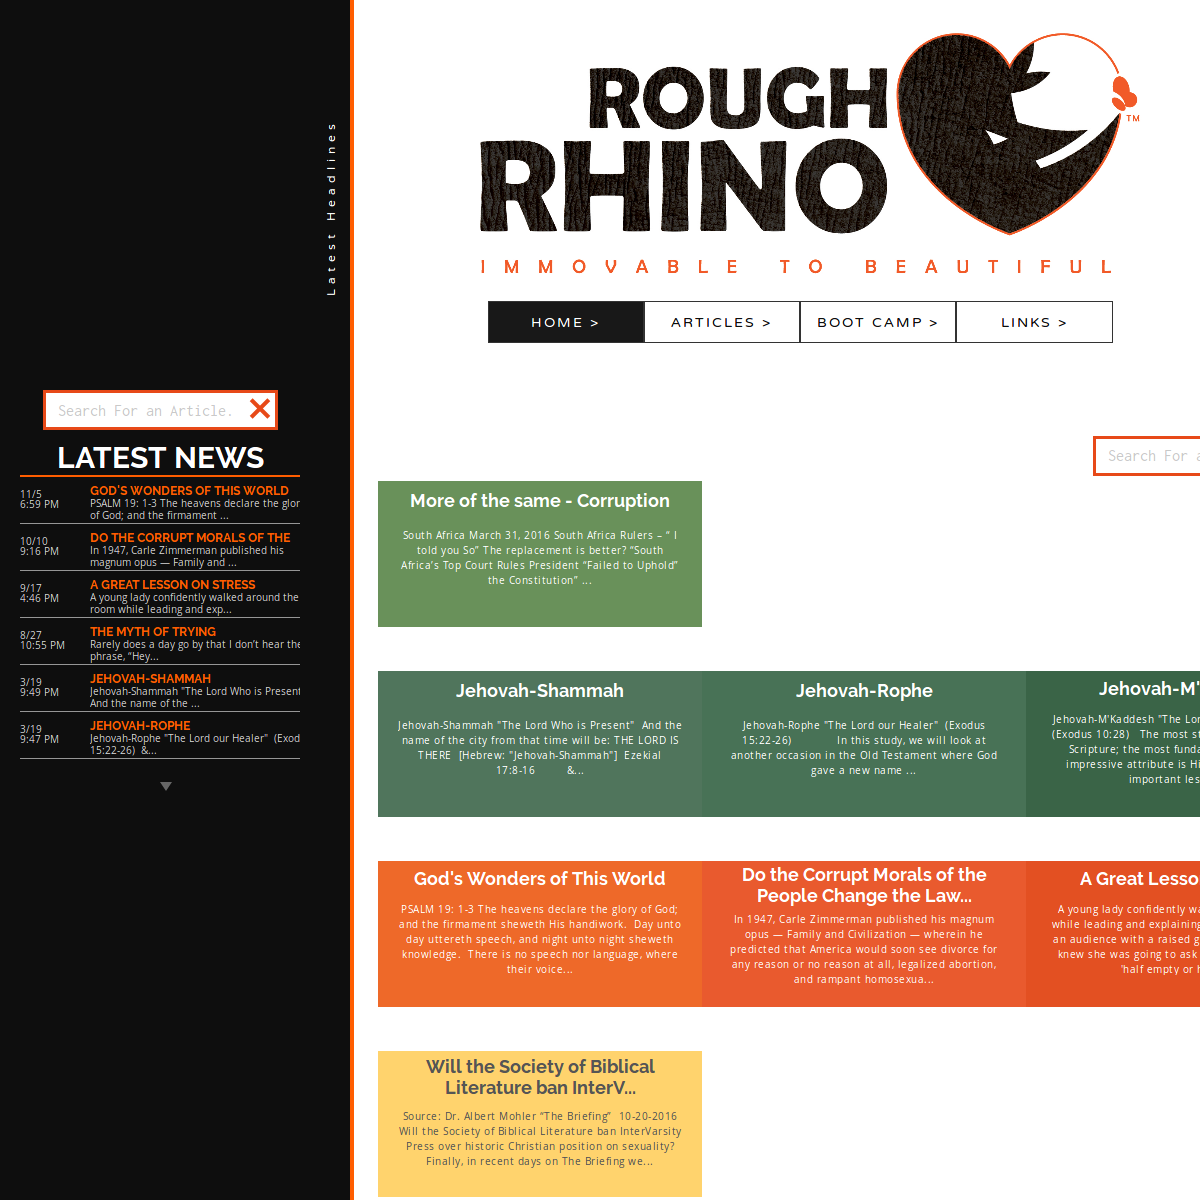 Latest Headlines
Search For an Article.
LATEST NEWS
11/5
6:59 PM
GOD'S WONDERS OF THIS WORLD
PSALM 19: 1-3 The heavens declare the glor
of God; and the firmament ...
10/10
9:16 PM
DO THE CORRUPT MORALS OF THE
In 1947, Carle Zimmerman published his
magnum opus — Family and ...
9/17
4:46 PM
A GREAT LESSON ON STRESS
A young lady confidently walked around the
room while leading and exp...
8/27
10:55 PM
THE MYTH OF TRYING
Rarely does a day go by that I don't hear the
phrase, “Hey...
3/19
9:49 PM
JEHOVAH-SHAMMAH
Jehovah-Shammah "The Lord Who is Present
And the name of the ...
3/19
9:47 PM
JEHOVAH-ROPHE
Jehovah-Rophe "The Lord our Healer" (Exod
15:22-26) &...
ROUGH
RHINO
TM
IMMOVABLE TO BEAUTIFUL
HOME >
ARTICLES >
BOOT CAMP >
LINKS >
Search For a
More of the same - Corruption
South Africa March 31, 2016 South Africa Rulers – “ I
told you So” The replacement is better? “South
Africa’s Top Court Rules President “Failed to Uphold”
the Constitution” ...
Jehovah-Shammah
Jehovah-Shammah "The Lord Who is Present" And the
name of the city from that time will be: THE LORD IS
THERE [Hebrew: "Jehovah-Shammah"] Ezekial
17:8-16 &...
Jehovah-Rophe
Jehovah-Rophe "The Lord our Healer" (Exodus
15:22-26) In this study, we will look at
another occasion in the Old Testament where God
gave a new name ...
Jehovah-M'
Jehovah-M'Kaddesh "The Lor
(Exodus 10:28) The most st
Scripture; the most funda
impressive attribute is Hi
important les
God's Wonders of This World
PSALM 19: 1-3 The heavens declare the glory of God;
and the firmament sheweth His handiwork. Day unto
day uttereth speech, and night unto night sheweth
knowledge. There is no speech nor language, where
their voice...
Do the Corrupt Morals of the
People Change the Law...
In 1947, Carle Zimmerman published his magnum
opus — Family and Civilization — wherein he
predicted that America would soon see divorce for
any reason or no reason at all, legalized abortion,
and rampant homosexua...
A Great Lesso
A young lady confidently wa
while leading and explaining
an audience with a raised g
knew she was going to ask
'half empty or h
Will the Society of Biblical
Literature ban InterV...
Source: Dr. Albert Mohler “The Briefing” 10-20-2016
Will the Society of Biblical Literature ban InterVarsity
Press over historic Christian position on sexuality?
Finally, in recent days on The Briefing we...